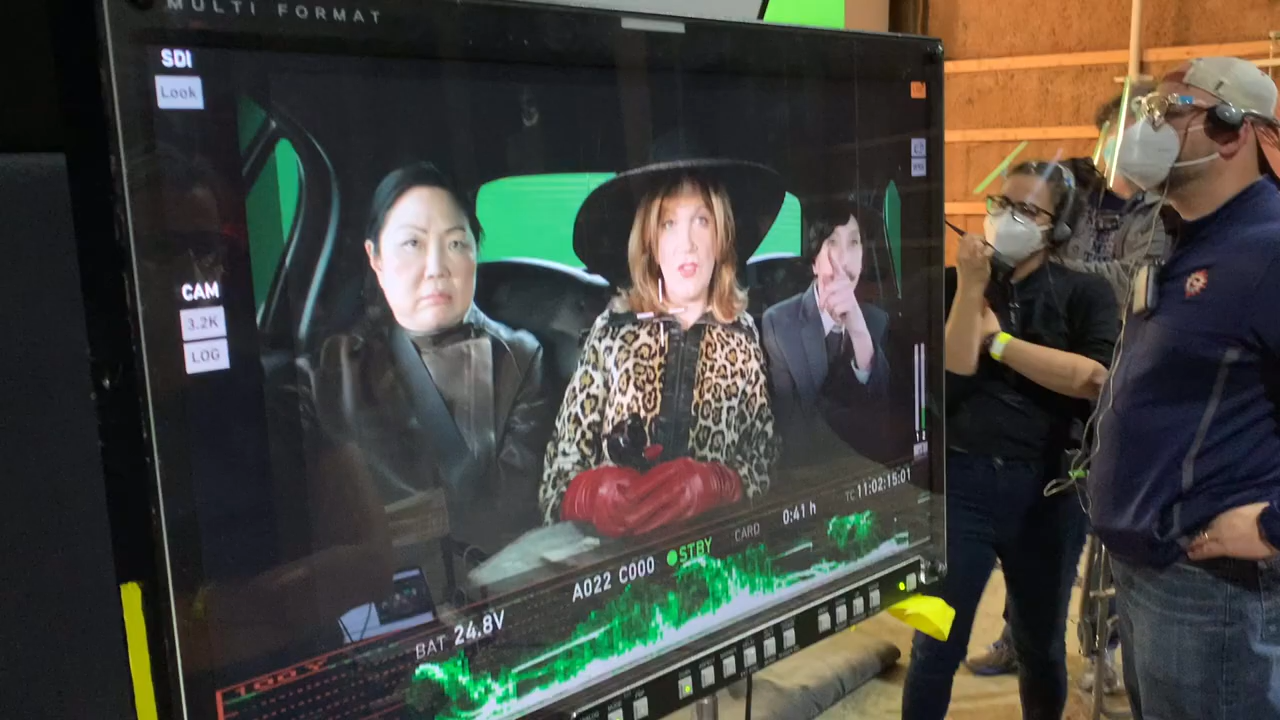 MULTI FORMAT
SDI
Look
CAM
3.2K
LOG
TC 11:02:15:01
CARD 0:41 h
A022 C000 STBY
BAT 24.8V